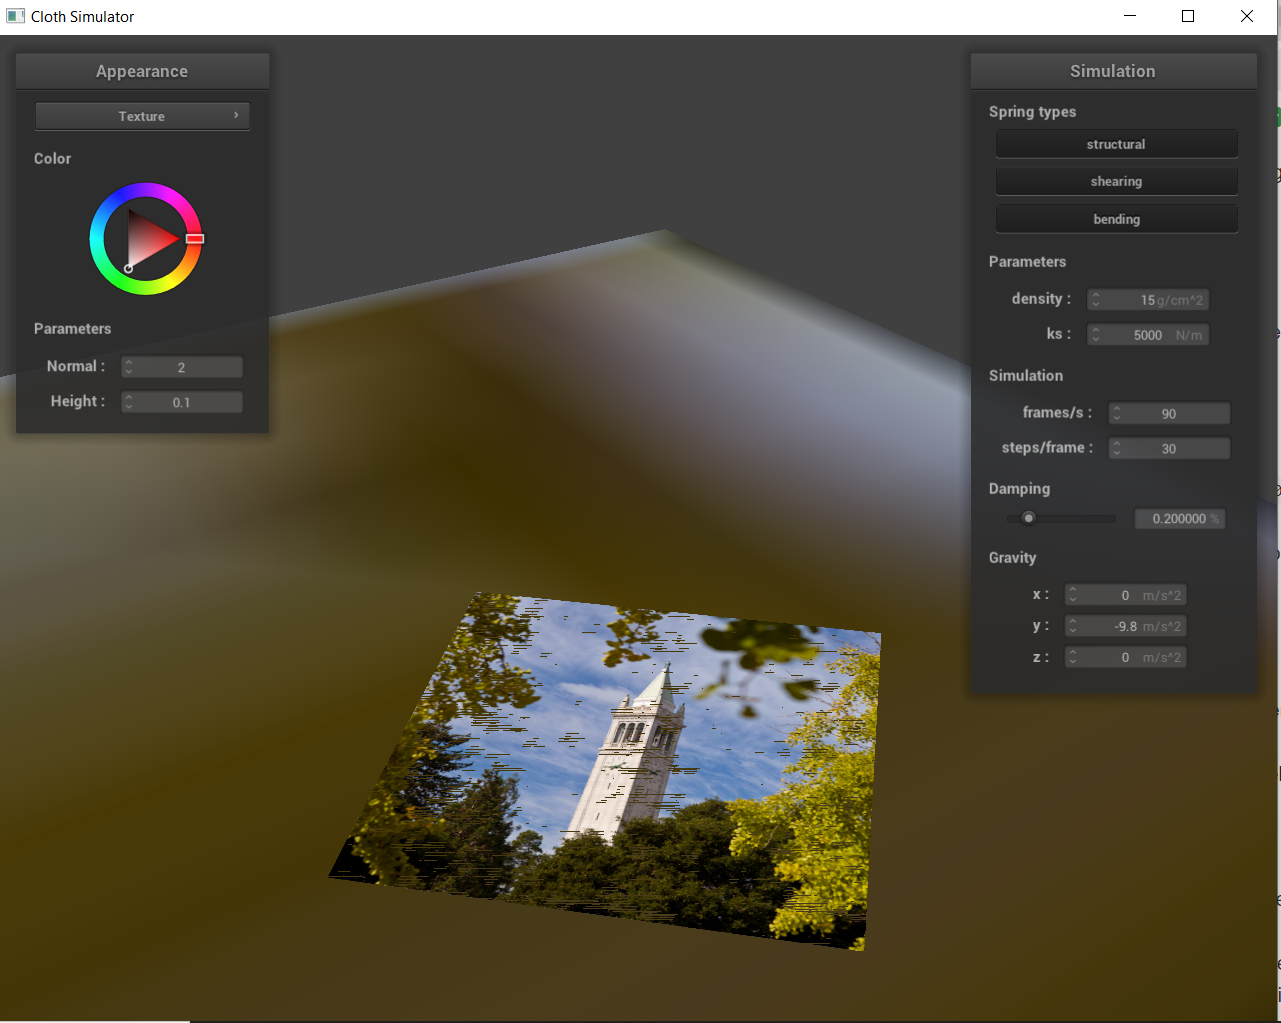 Cloth Simulator
Appearance
Texture
Color
Parameters
Normal : 2
Height : 0.1
Simulation
Spring types
structural
shearing
bending
Parameters
density : 15 g/cm^2
ks : 5000 N/m
Simulation
frames/s : 90
steps/frame : 30
Damping
0.200000 %
Gravity
x : 0 m/s^2
y : -9.8 m/s^2
z : 0 m/s^2